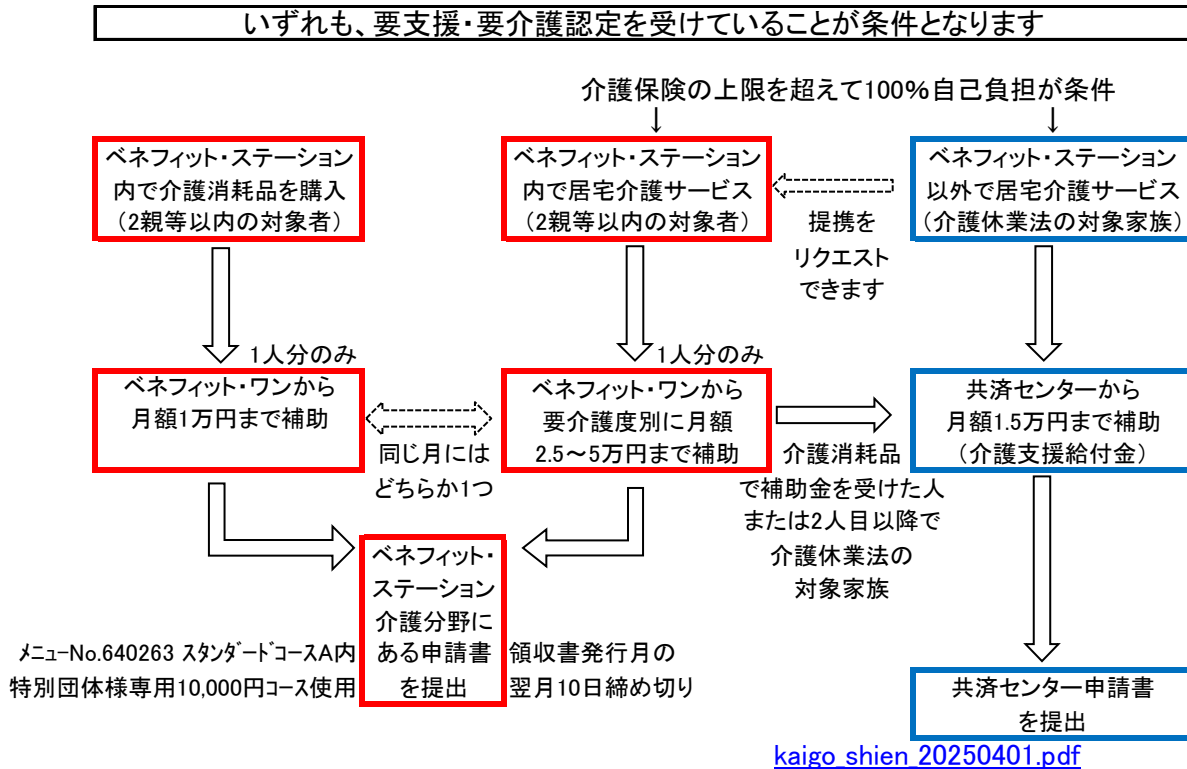 いずれも、要支援・要介護認定を受けていることが条件となります
介護保険の上限を超えて100%自己負担が条件
↓
↓
ベネフィット・ステーション
内で介護消耗品を購入
(2親等以内の対象者)
ベネフィット・ステーション
内で居宅介護サービス
(2親等以内の対象者)
提携を
リクエスト
できます
ベネフィット・ステーション
以外で居宅介護サービス
(介護休業法の対象家族)
1人分のみ
ベネフィット・ワンから
月額1万円まで補助
同じ月には
どちらか1つ
1人分のみ
ベネフィット・ワンから
要介護度別に月額
2.5~5万円まで補助
介護消耗品
で補助金を受けた人
または2人目以降で
介護休業法の
対象家族
共済センターから
月額1.5万円まで補助
(介護支援給付金)
ベネフィット・
ステーション
介護分野に
ある申請書
を提出
メニューNo.640263 スタンダードコースA内
特別団体様専用10,000円コース使用
領収書発行月の
翌月10日締め切り
共済センター申請書
を提出
kaigo_shien_20250401.pdf